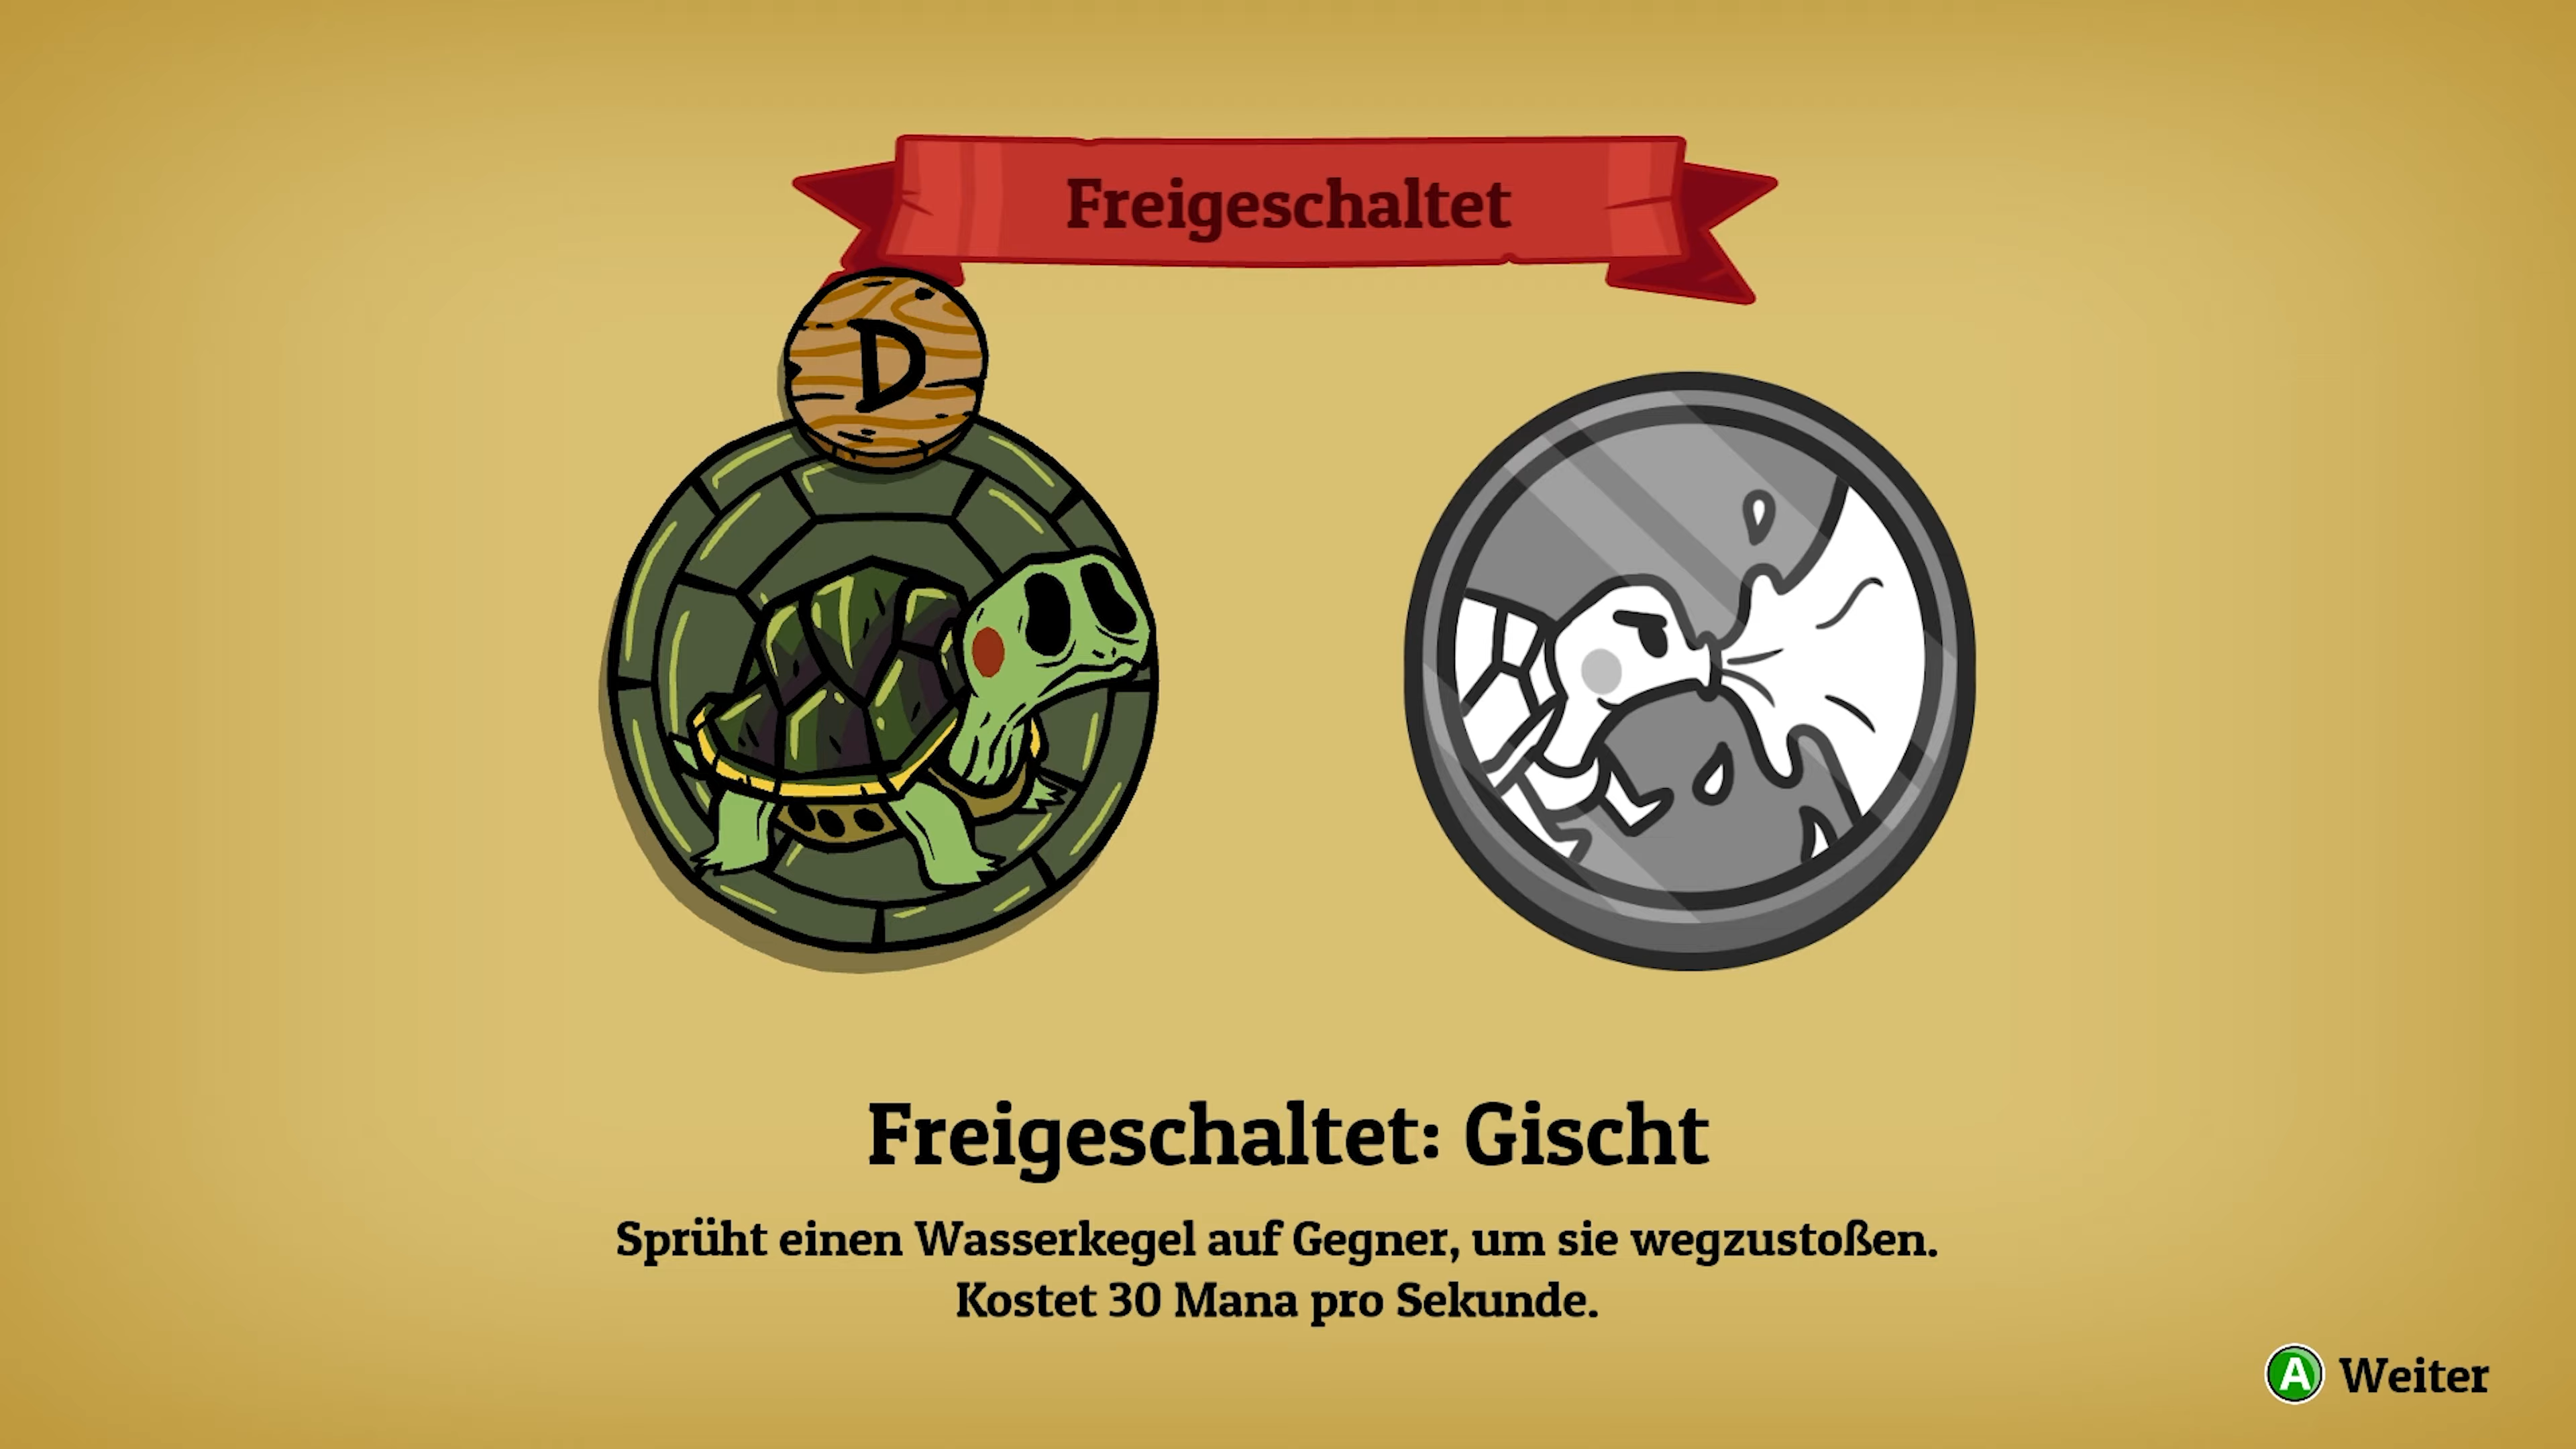 Freigeschaltet
D
Freigeschaltet: Gischt
Sprüht einen Wasserkegel auf Gegner, um sie wegzustoßen.
Kostet 30 Mana pro Sekunde.
A Weiter